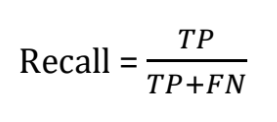 Recall = TP / TP+FN